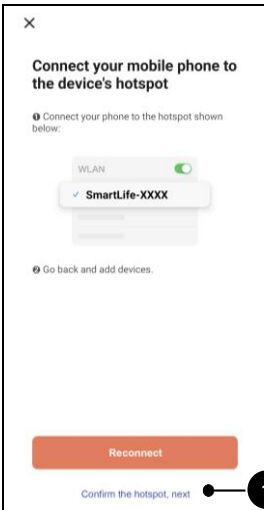 Connect your mobile phone to
the device's hotspot
❶ Connect your phone to the hotspot shown
below:
WLAN
✓ SmartLife-XXXX
❷ Go back and add devices.
Reconnect
Confirm the hotspot, next